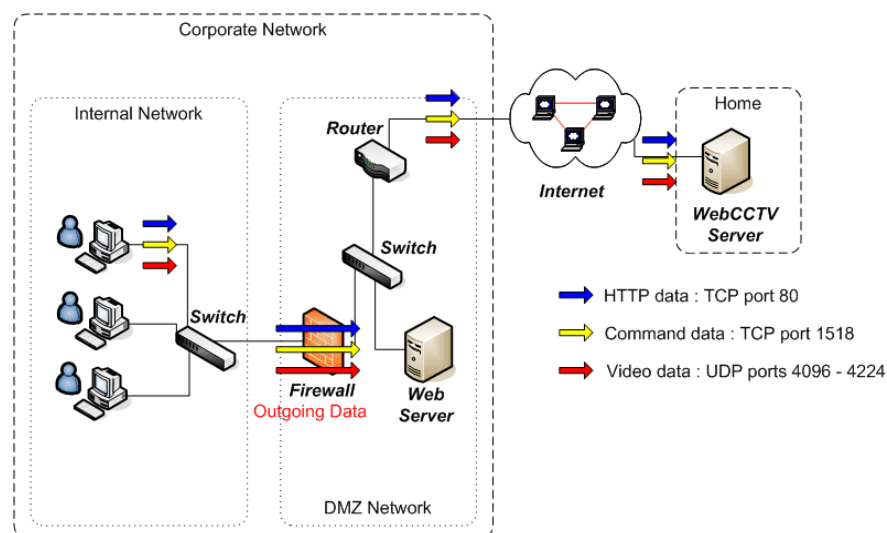 Corporate Network
Internal Network
Home
Router
Internet
WebCCTV
Server
Switch
Switch
HTTP data : TCP port 80
Command data : TCP port 1518
Video data : UDP ports 4096 - 4224
Firewall
Outgoing Data
Web
Server
DMZ Network